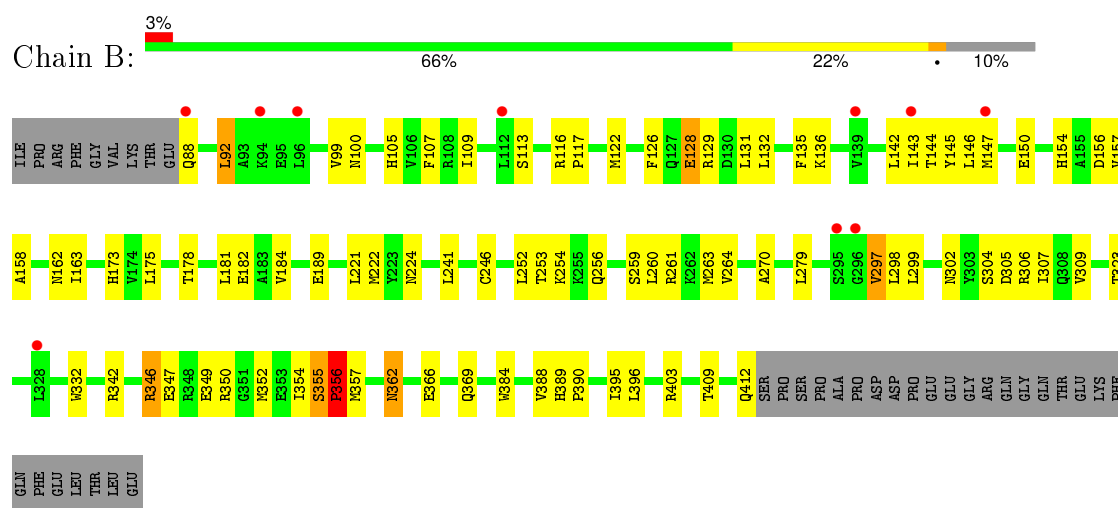 3%
Chain B:
66% 22% • 10%
ILE PRO ARG PHE GLY VAL LYS THR GLU Q88 L92 A93 K94 E95 L96 V99 N100 H105 V106 F107 R108 I109 L112 S113 R116 P117 M122 F126 Q127 E128 R129 D130 L131 L132 F135 K136 V139 L142 I143 T144 Y145 L146 M147 E150 H154 A155 D156 V157
A158 N162 I163 H173 V174 L175 T178 L181 E182 A183 V184 E189 L221 M222 Y223 N224 L241 C246 L252 T253 K254 K255 Q256 S259 L260 R261 K262 M263 V264 A270 L279 S295 G296 V297 L298 L299 N302 Y303 S304 D305 R306 I307 Q308 V309 T323
L328 W332 R342 R346 E347 R348 E349 R350 G351 M352 E353 I354 S355 P356 M357 N362 E366 Q369 W384 V388 H389 P390 I395 L396 R403 T409 Q412 SER PRO SER PRO ALA PRO ASP ASP PRO GLU GLU GLY ARG GLN GLY GLN THR GLU LYS PHE
GLN PHE GLU LEU THR LEU GLU